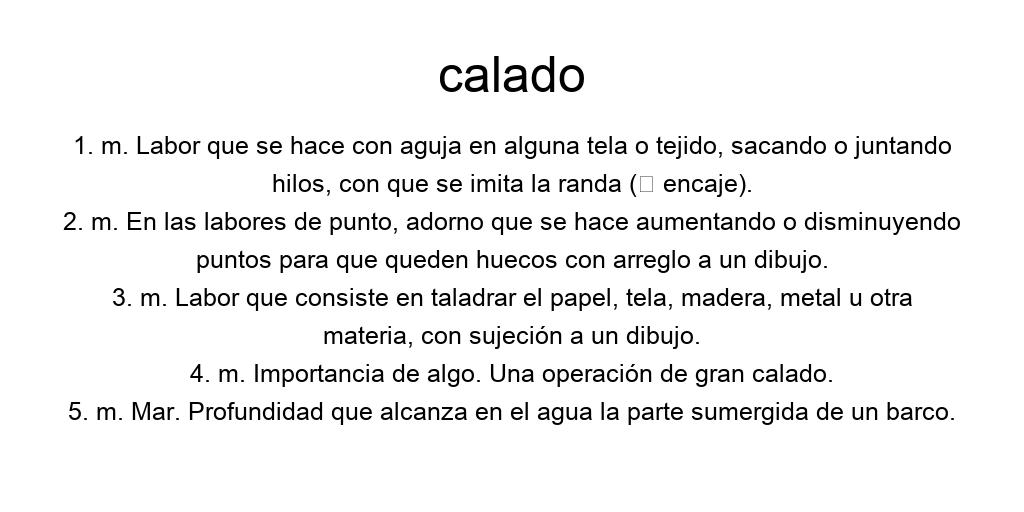 calado
1. m. Labor que se hace con aguja en alguna tela o tejido, sacando o juntando
hilos, con que se imita la randa (▯ encaje).
2. m. En las labores de punto, adorno que se hace aumentando o disminuyendo
puntos para que queden huecos con arreglo a un dibujo.
3. m. Labor que consiste en taladrar el papel, tela, madera, metal u otra
materia, con sujeción a un dibujo.
4. m. Importancia de algo. Una operación de gran calado.
5. m. Mar. Profundidad que alcanza en el agua la parte sumergida de un barco.